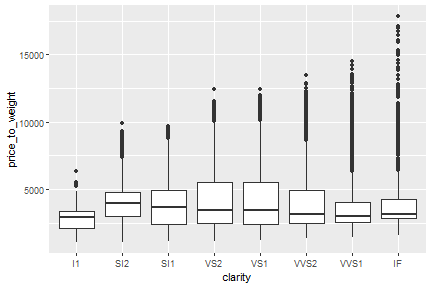 15000
10000
5000
price_to_weight
I1 SI2 SI1 VS2 VS1 VVS2 VVS1 IF
clarity